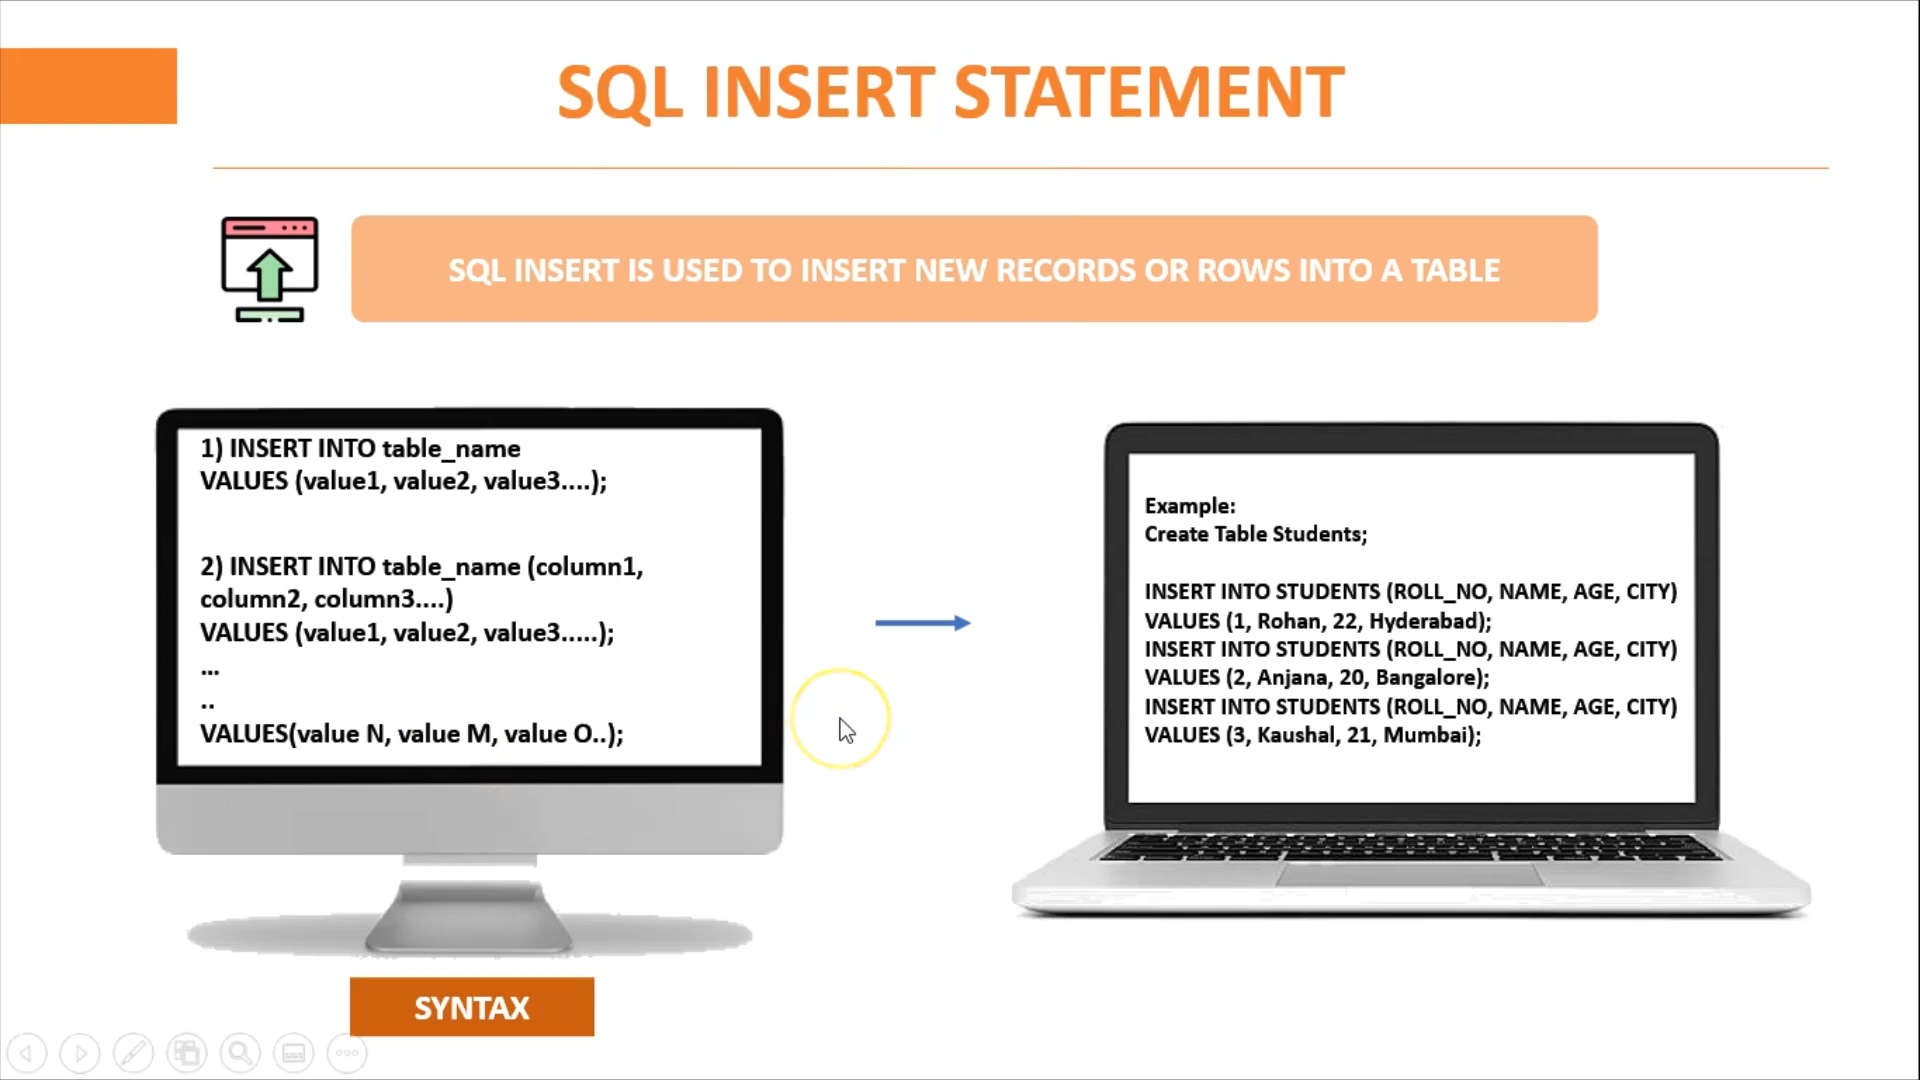 SQL INSERT STATEMENT
SQL INSERT IS USED TO INSERT NEW RECORDS OR ROWS INTO A TABLE
1) INSERT INTO table_name
VALUES (value1, value2, value3....);
2) INSERT INTO table_name (column1,
column2, column3....)
VALUES (value1, value2, value3.....);
...
..
VALUES(value N, value M, value O..);
SYNTAX
Example:
Create Table Students;
INSERT INTO STUDENTS (ROLL_NO, NAME, AGE, CITY)
VALUES (1, Rohan, 22, Hyderabad);
INSERT INTO STUDENTS (ROLL_NO, NAME, AGE, CITY)
VALUES (2, Anjana, 20, Bangalore);
INSERT INTO STUDENTS (ROLL_NO, NAME, AGE, CITY)
VALUES (3, Kaushal, 21, Mumbai);